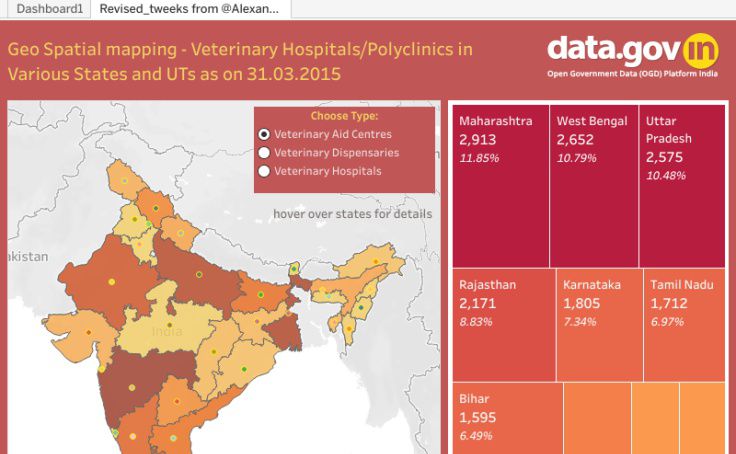 Dashboard1
Revised_tweeks from @Alexan...
Geo Spatial mapping - Veterinary Hospitals/Polyclinics in
Various States and UTs as on 31.03.2015
data.gov in
Open Government Data (OGD) Platform India
Choose Type:
Veterinary Aid Centres
Veterinary Dispensaries
Veterinary Hospitals
hover over states for details
akistan
India
Maharashtra
2,913
11.85%
West Bengal
2,652
10.79%
Uttar
Pradesh
2,575
10.48%
Rajasthan
2,171
8.83%
Karnataka
1,805
7.34%
Tamil Nadu
1,712
6.97%
Bihar
1,595
6.49%